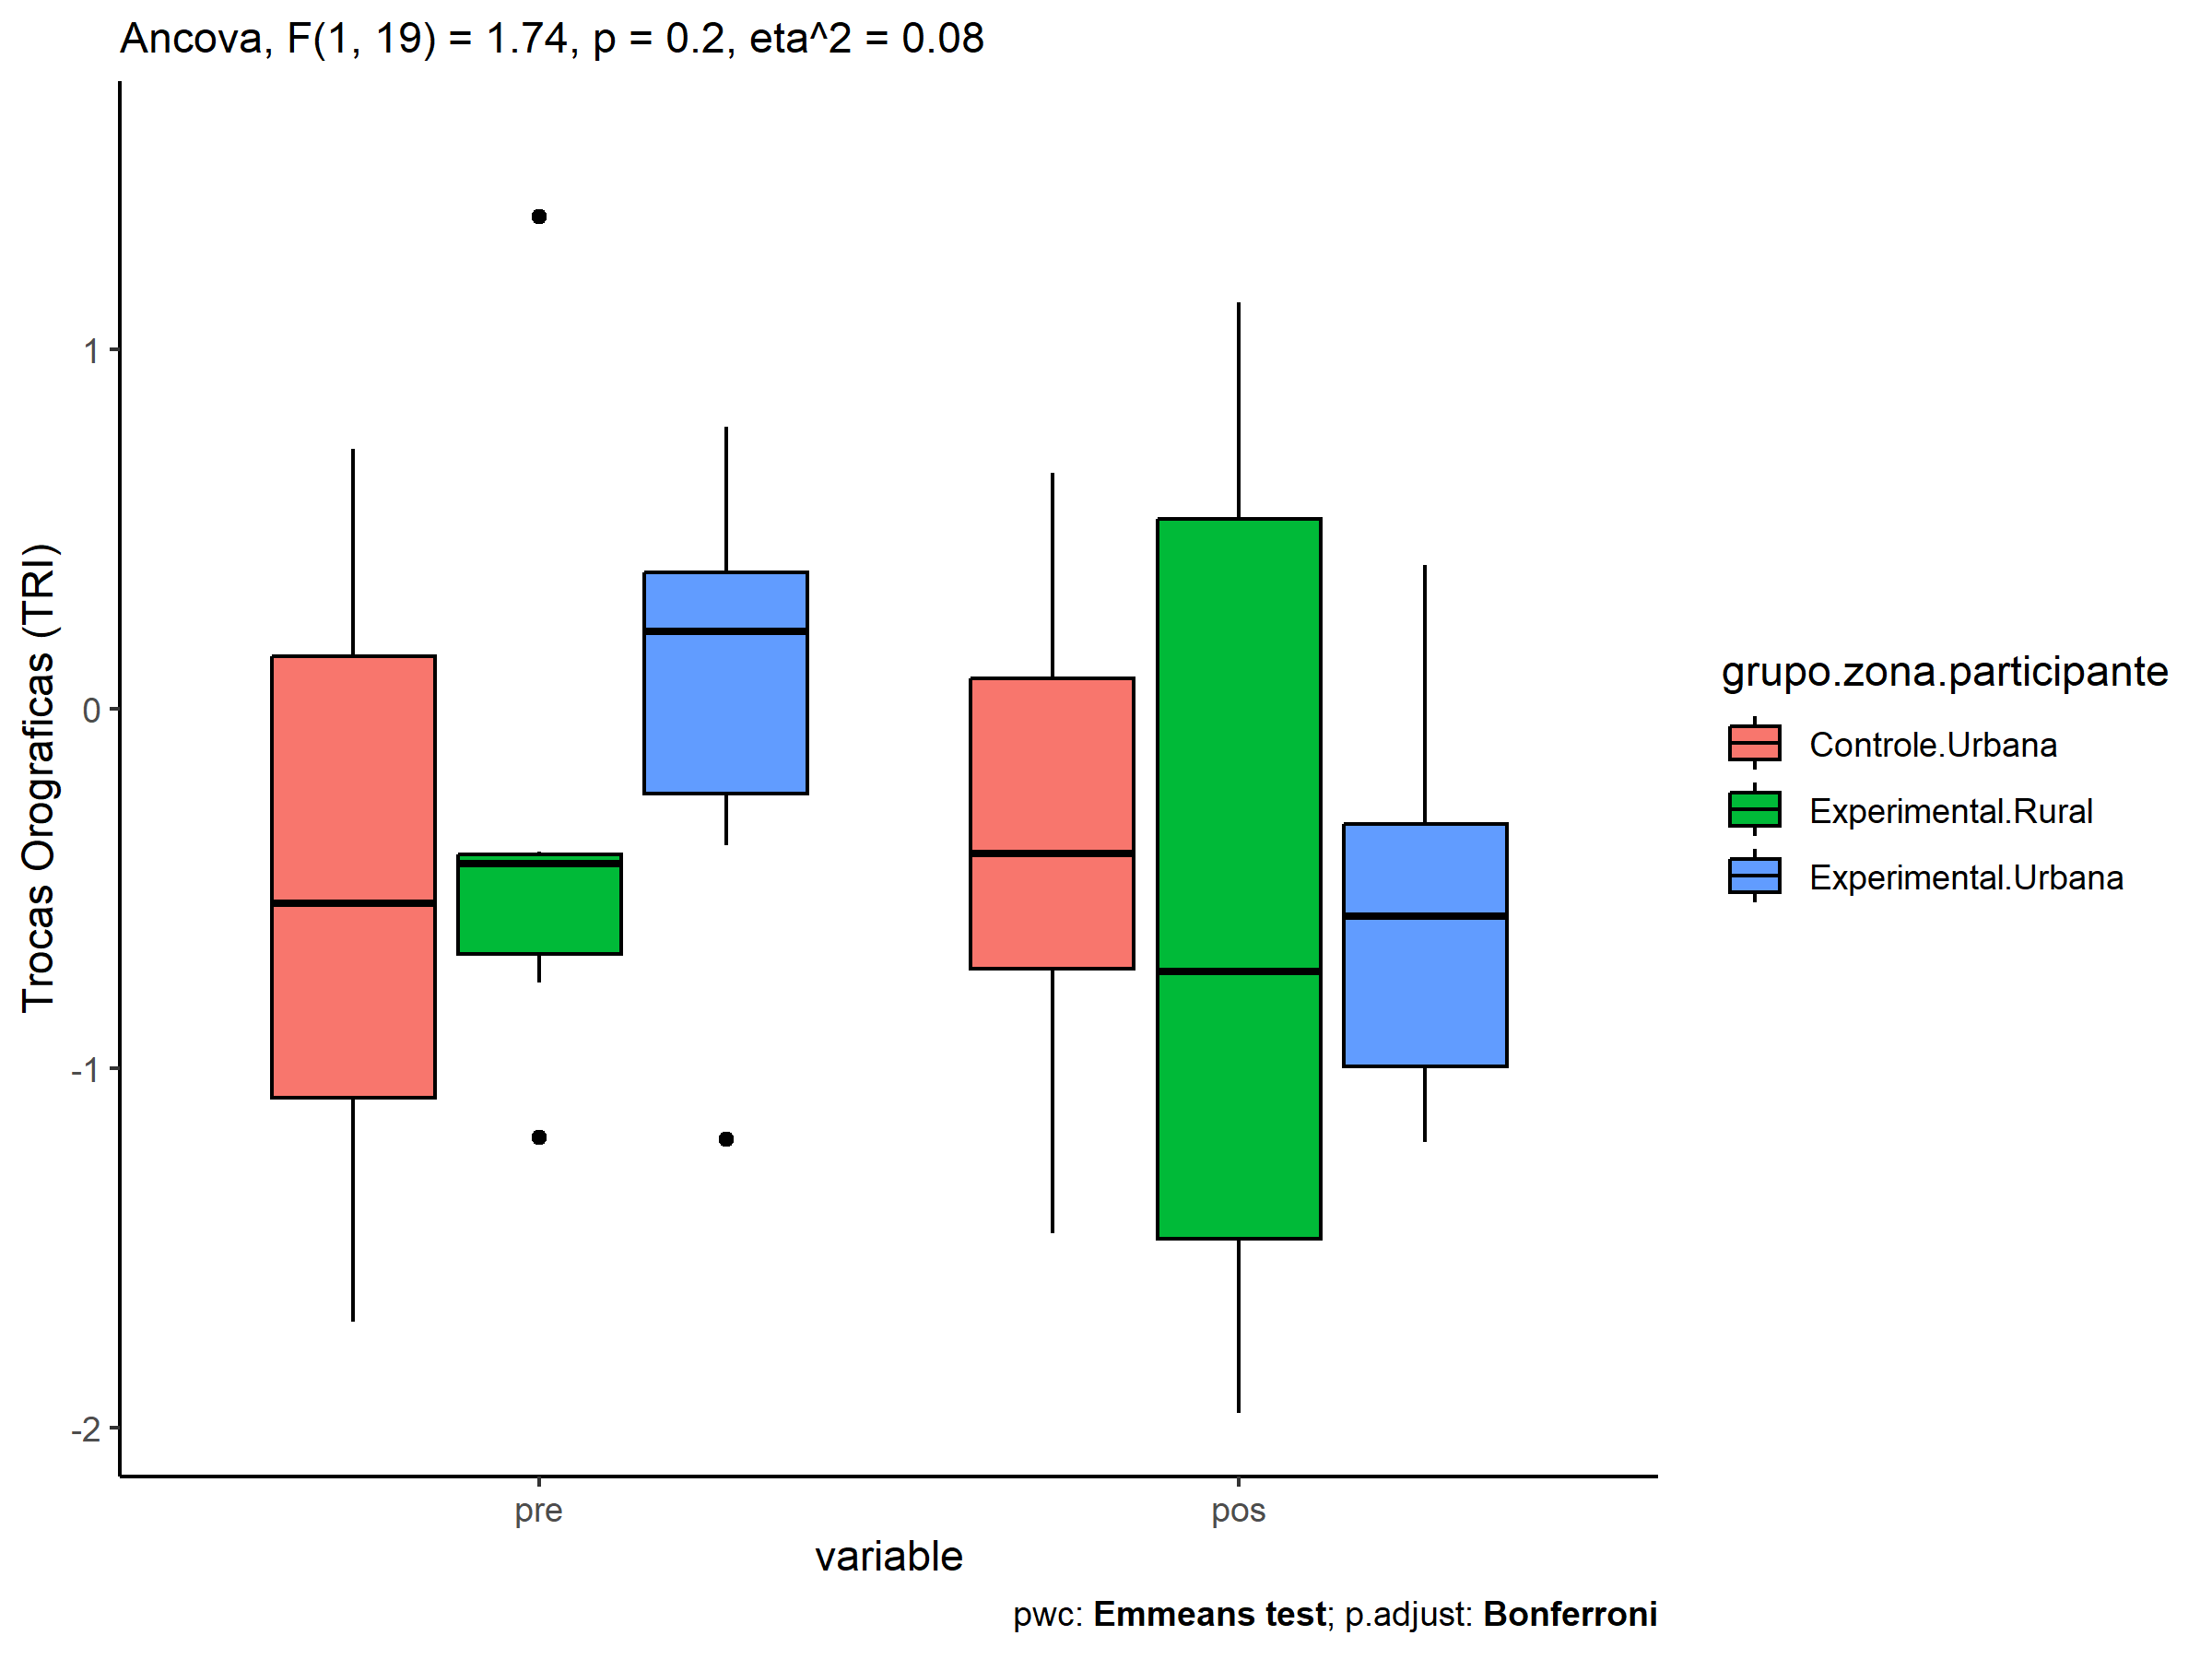 Ancova, F(1, 19) = 1.74, p = 0.2, eta^2 = 0.08
Trocas Orograficas (TRI)
1
0
-1
-2
pre
pos
variable
grupo.zona.participante
Controle.Urbana
Experimental.Rural
Experimental.Urbana
pwc: Emmeans test; p.adjust: Bonferroni